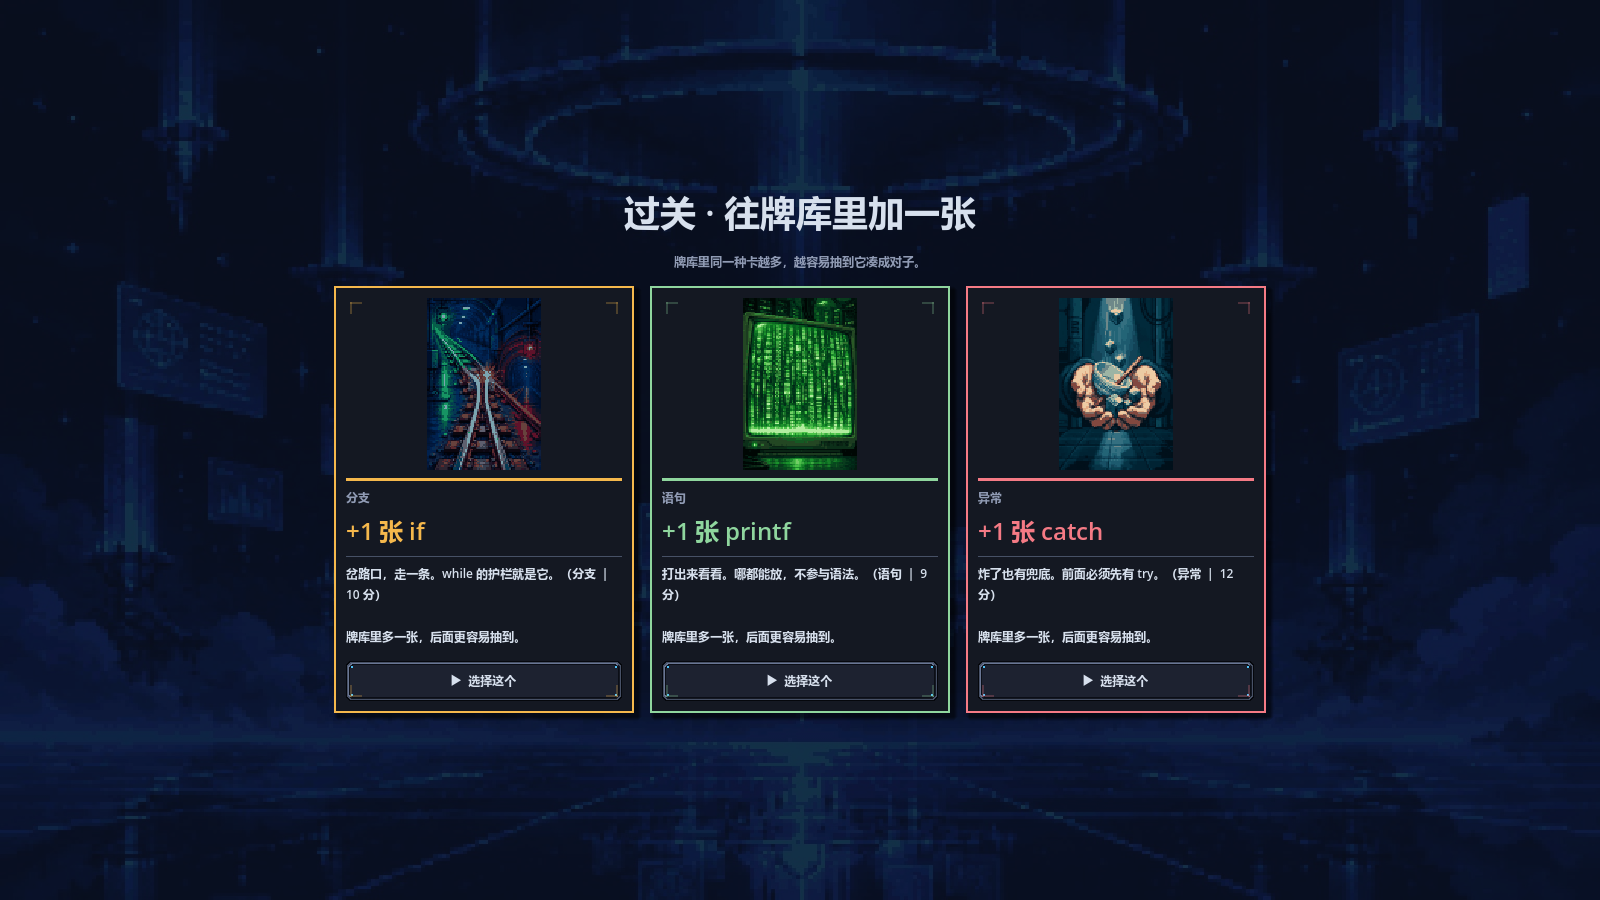 过关 · 往牌库里加一张
牌库里同一种卡越多，越容易抽到它凑成对子。
分支
+1 张 if
岔路口，走一条。while 的护栏就是它。（分支 ｜
10 分）
牌库里多一张，后面更容易抽到。
▶ 选择这个
语句
+1 张 printf
打出来看看。哪都能放，不参与语法。（语句 ｜ 9
分）
牌库里多一张，后面更容易抽到。
▶ 选择这个
异常
+1 张 catch
炸了也有兜底。前面必须先有 try。（异常 ｜ 12
分）
牌库里多一张，后面更容易抽到。
▶ 选择这个